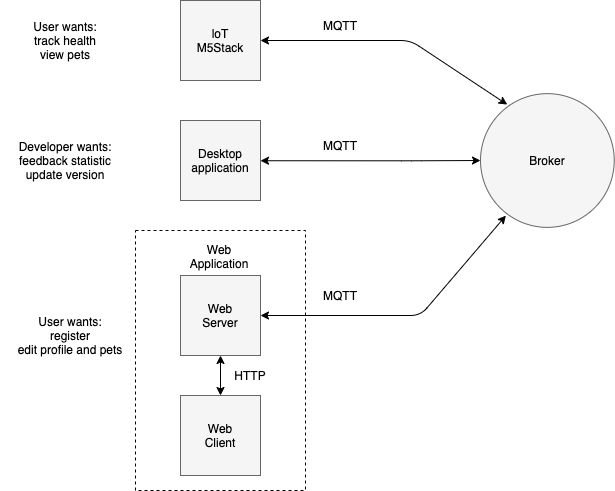 User wants:
track health
view pets
IoT
M5Stack
MQTT
Developer wants:
feedback statistic
update version
Desktop
application
MQTT
Broker
Web
Application
User wants:
register
edit profile and pets
Web
Server
MQTT
HTTP
Web
Client